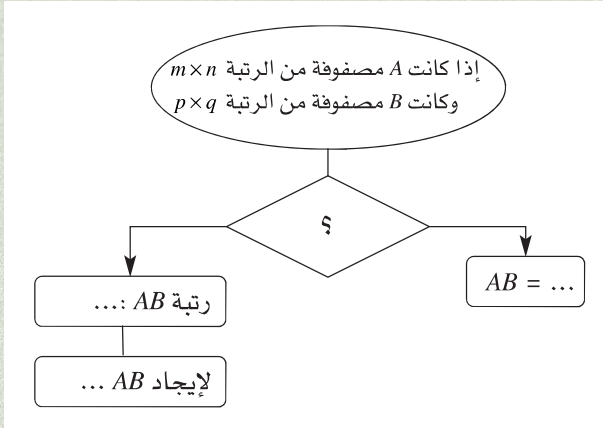 إذا كانت A مصفوفة من الرتبة m×n
وكانت B مصفوفة من الرتبة p×q
؟
AB = ...
رتبة AB :...
لإيجاد AB ...